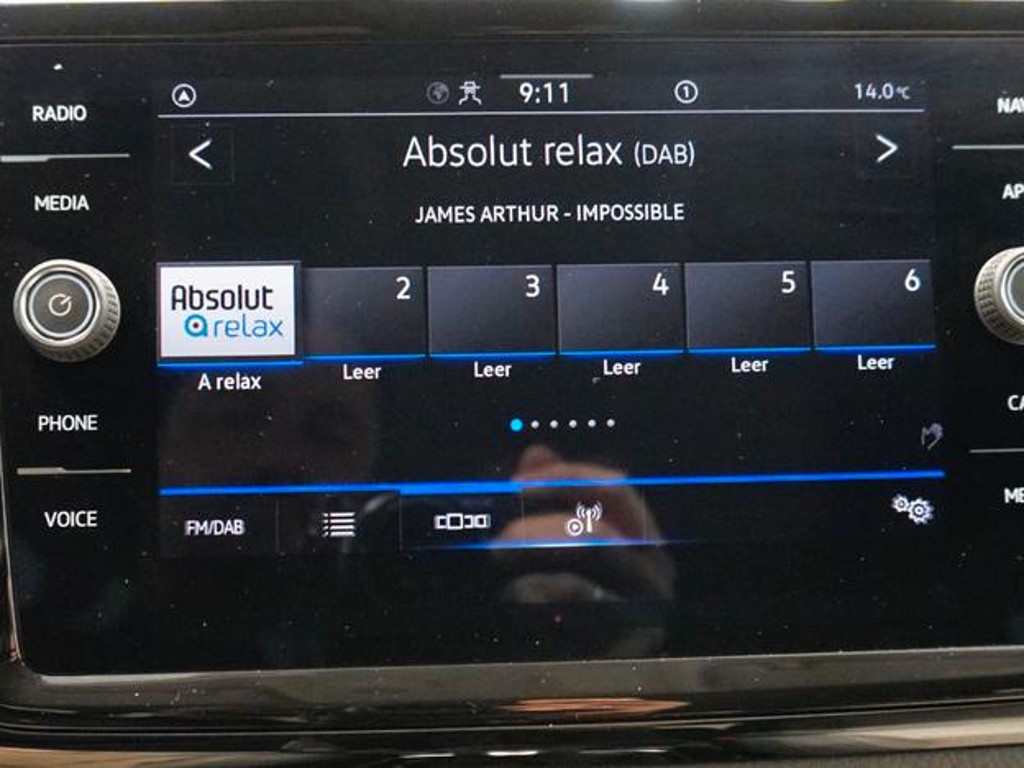 RADIO
MEDIA
PHONE
VOICE
9:11
1
14.0°C
< Absolut relax (DAB) >
JAMES ARTHUR - IMPOSSIBLE
Absolut
relax
2
3
4
5
6
A relax
Leer
Leer
Leer
Leer
Leer
FM/DAB